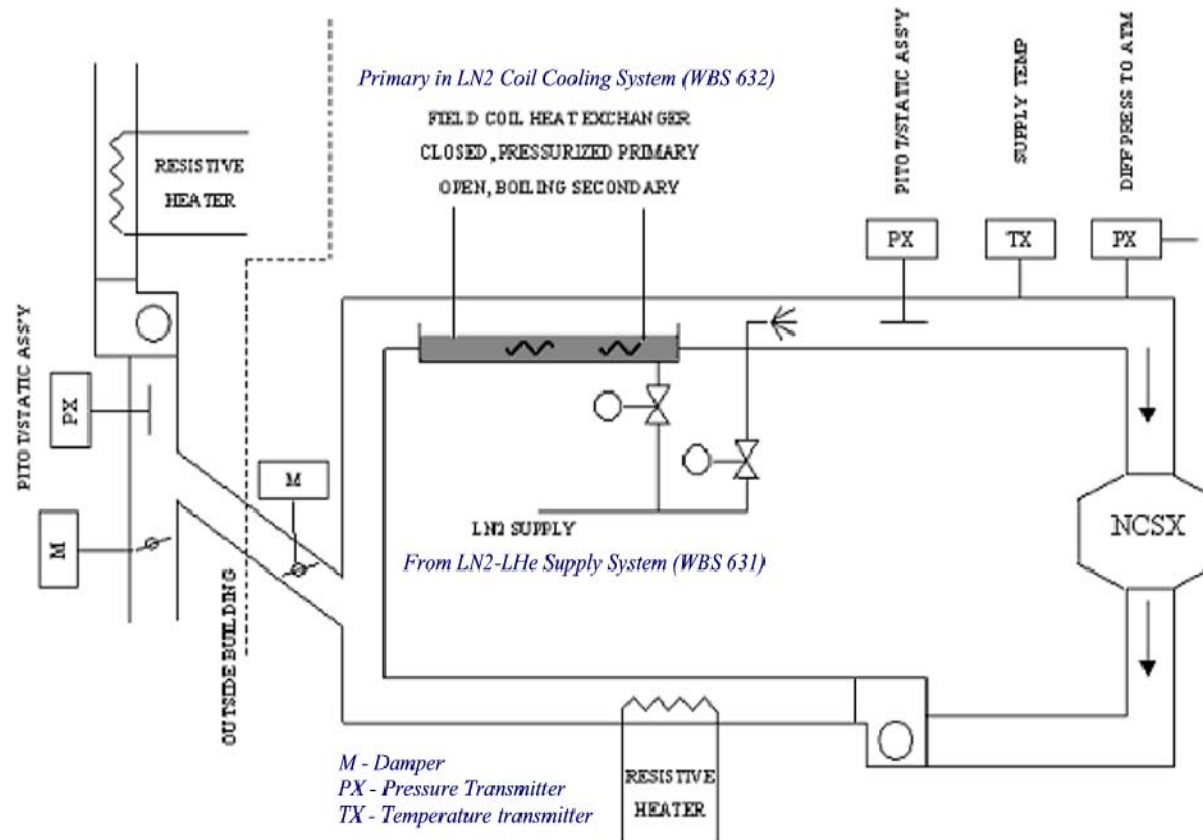 PITOT/STATIC ASS'Y
SUPPLY TEMP
DIFF PRESS TO ATM
Primary in LN2 Coil Cooling System (WBS 632)
FIELD COIL HEAT EXCHANGER
CLOSED, PRESSURIZED PRIMARY
OPEN, BOILING SECONDARY
RESISTIVE
HEATER
PX
TX
PX
PITOT/STATIC ASS'Y
PX
M
M
LN2 SUPPLY
From LN2-LHe Supply System (WBS 631)
NCSX
OUTSIDE BUILDING
M - Damper
PX - Pressure Transmitter
TX - Temperature transmitter
RESISTIVE
HEATER